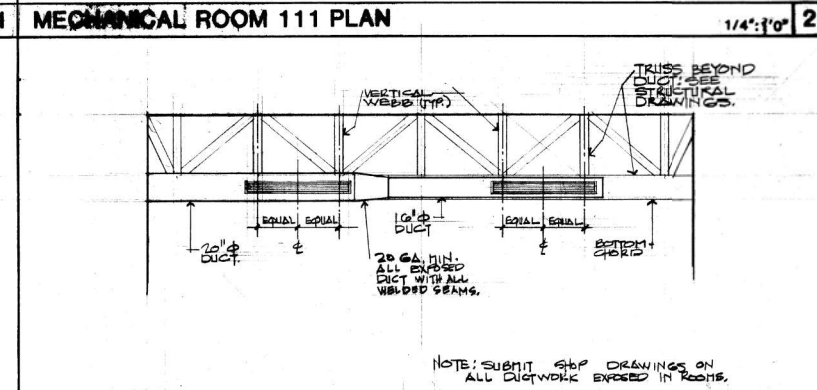 MECHANICAL ROOM 111 PLAN
1/4":1'0"
2
TRUSS BEYOND
DUCT: SEE
STRUCTURAL
DRAWINGS.
VERTICAL
WEBB (TYP.)
EQUAL EQUAL
EQUAL EQUAL
20"φ
DUCT.
℄
20 GA. MIN.
ALL EXPOSED
DUCT WITH ALL
WELDED SEAMS.
16"φ
DUCT
℄
BOTTOM
CHORD
NOTE: SUBMIT SHOP DRAWINGS ON
ALL DUCTWORK EXPOSED IN ROOMS.